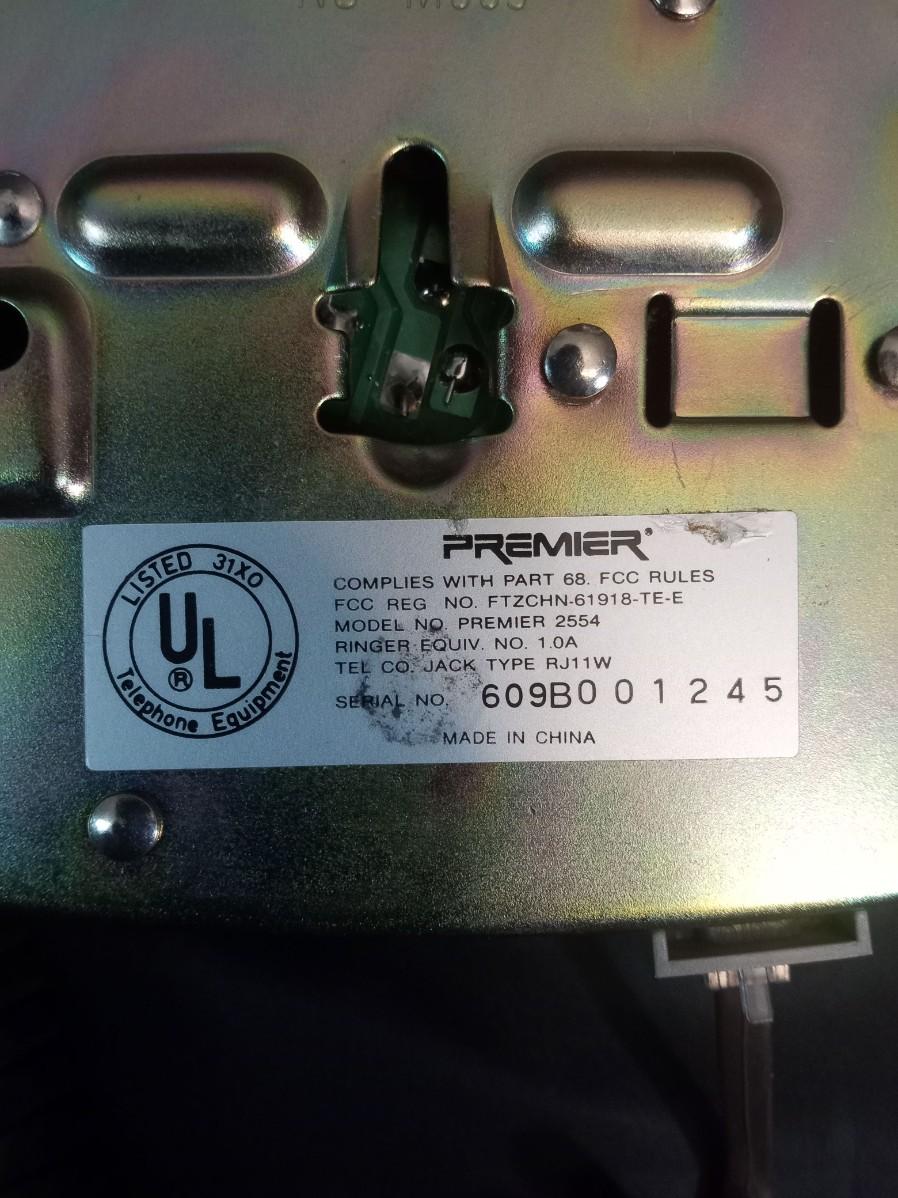 LISTED 31X0
UL
®
Telephone Equipment
PREMIER®
COMPLIES WITH PART 68. FCC RULES
FCC REG NO. FTZCHN-61918-TE-E
MODEL NO. PREMIER 2554
RINGER EQUIV. NO. 1.0A
TEL CO. JACK TYPE RJ11W
SERIAL NO. 609B001245
MADE IN CHINA